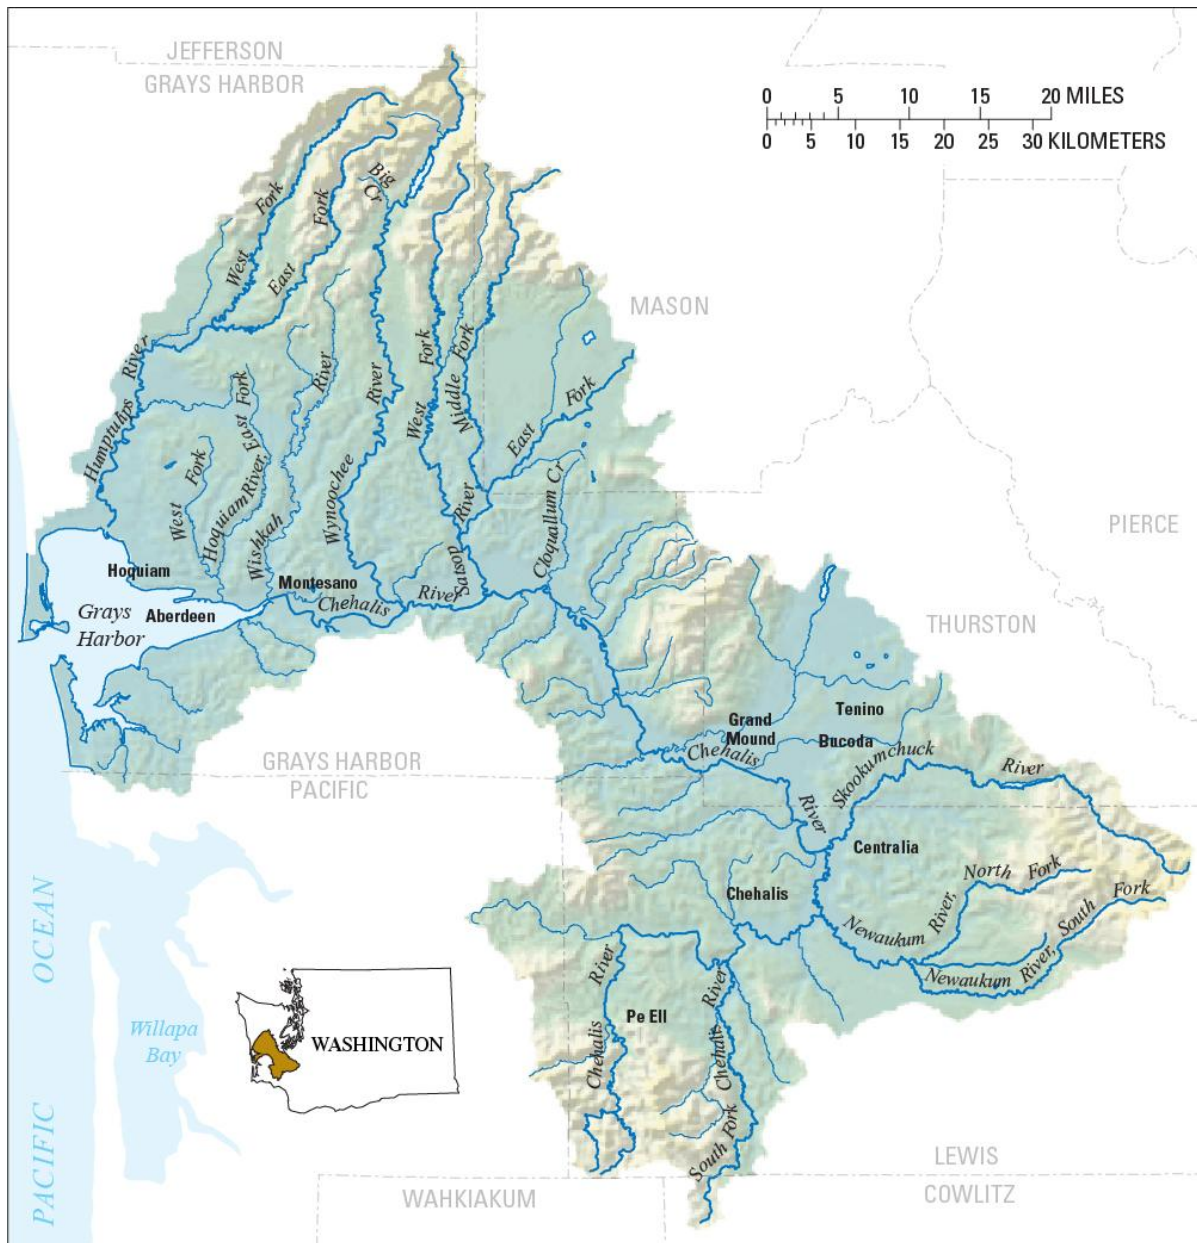 JEFFERSON
GRAYS HARBOR
0 5 10 15 20 MILES
0 5 10 15 20 25 30 KILOMETERS
Big
Cr
West Fork
East Fork
MASON
Humptulips River
West Fork
Hoquiam River, East Fork
Wishkah River
Wynoochee River
West Fork
Middle Fork
East Fork
Satsop River
Cloquallum Cr
PIERCE
Hoquiam
Montesano
Chehalis River
Grays
Harbor
Aberdeen
THURSTON
Tenino
Grand
Mound
Bucoda
Chehalis River
Skookumchuck River
GRAYS HARBOR
PACIFIC
Centralia
North Fork
Newaukum River,
South Fork
Newaukum River,
Chehalis
Chehalis River
Pe Ell
South Fork Chehalis River
PACIFIC OCEAN
Willapa
Bay
WASHINGTON
LEWIS
COWLITZ
WAHKIAKUM